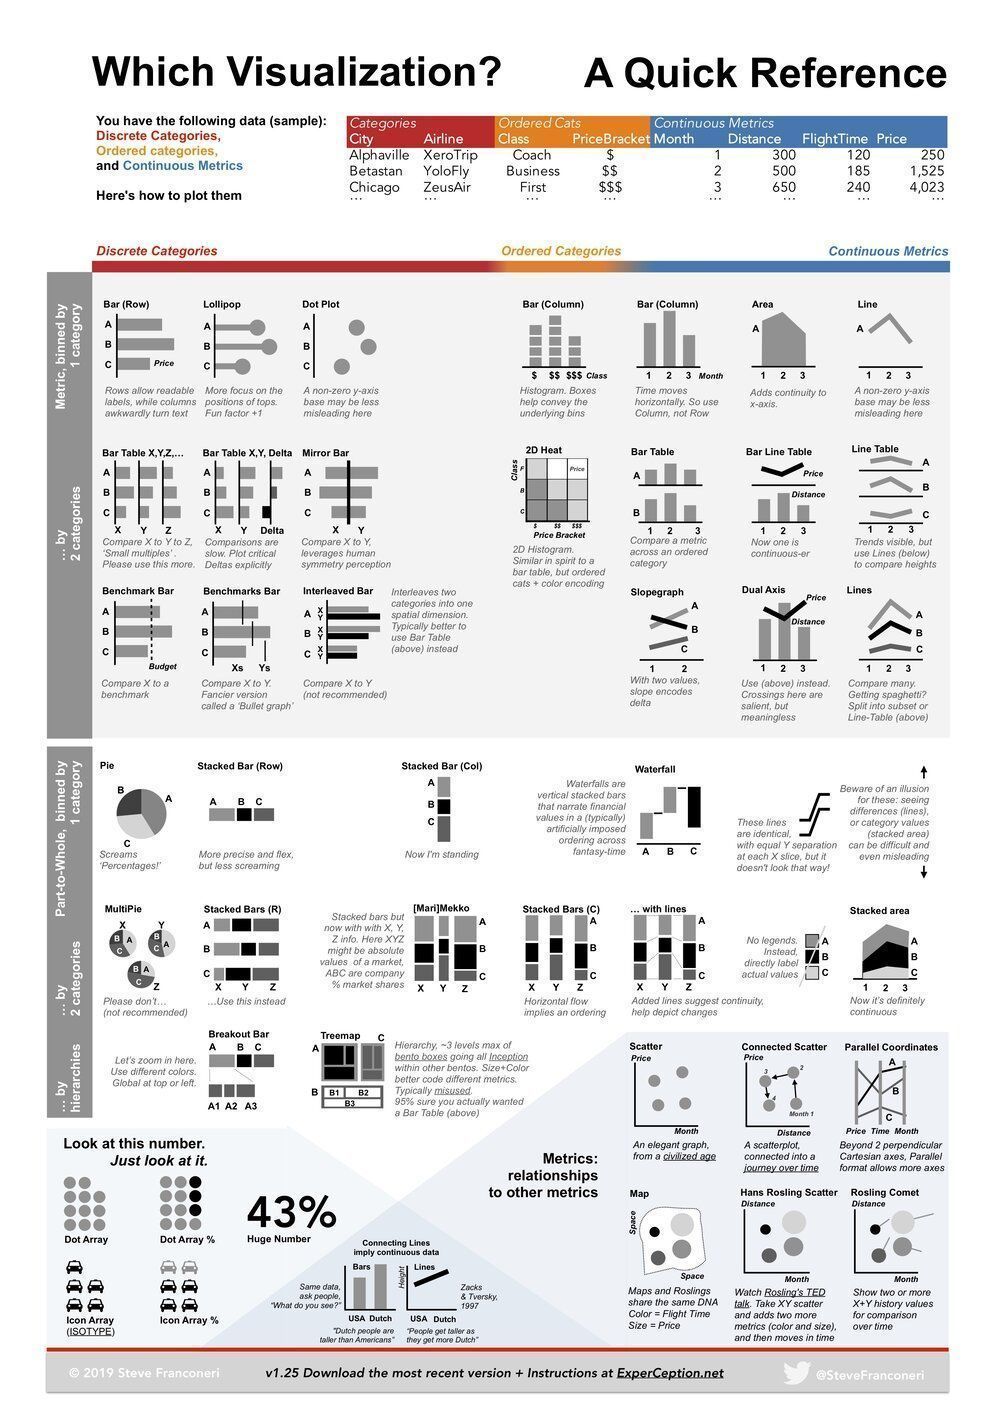 Which Visualization?
A Quick Reference
You have the following data (sample):
Discrete Categories,
Ordered categories,
and Continuous Metrics
Here's how to plot them
Categories Ordered Cats Continuous Metrics
City Airline Class PriceBracket Month Distance FlightTime Price
Alphaville XeroTrip Coach $ 1 300 120 250
Betastan YoloFly Business $$ 2 500 185 1,525
Chicago ZeusAir First $$$ 3 650 240 4,023
... ... ... ... ... ... ... ...
Discrete Categories
Ordered Categories
Continuous Metrics
Metric, binned by
1 category
Bar (Row)
A
B
C Price
Rows allow readable
labels, while columns
awkwardly turn text
Lollipop
A
B
C
More focus on the
positions of tops.
Fun factor +1
Dot Plot
A
B
C
A non-zero y-axis
base may be less
misleading here
Bar (Column)
$ $$ $$$ Class
Histogram. Boxes
help convey the
underlying bins
Bar (Column)
1 2 3 Month
Time moves
horizontally. So use
Column, not Row
Area
A
1 2 3
Adds continuity to
x-axis.
Line
A
1 2 3
A non-zero y-axis
base may be less
misleading here
... by
2 categories
Bar Table X,Y,Z,...
A
B
C
X Y Z
Compare X to Y to Z,
'Small multiples' .
Please use this more.
Bar Table X,Y, Delta
A
B
C
X Y Delta
Comparisons are
slow. Plot critical
Deltas explicitly
Mirror Bar
A
B
C
X Y
Compare X to Y,
leverages human
symmetry perception
2D Heat
Class
F
B
C
Price
$ $$ $$$
Price Bracket
2D Histogram.
Similar in spirit to a
bar table, but ordered
cats + color encoding
Bar Table
A
B
1 2 3
Compare a metric
across an ordered
category
Bar Line Table
Price
Distance
1 2 3
Now one is
continuous-er
Line Table
A
B
C
1 2 3
Trends visible, but
use Lines (below)
to compare heights
Benchmark Bar
A
B
C
Budget
Compare X to a
benchmark
Benchmarks Bar
A
B
C
Xs Ys
Compare X to Y.
Fancier version
called a 'Bullet graph'
Interleaved Bar
A X
Y
B X
Y
C X
Y
Compare X to Y
(not recommended)
Interleaves two
categories into one
spatial dimension.
Typically better to
use Bar Table
(above) instead
Slopegraph
A
B
C
1 2
With two values,
slope encodes
delta
Dual Axis
Price
Distance
1 2 3
Use (above) instead.
Crossings here are
salient, but
meaningless
Lines
A
B
C
1 2 3
Compare many.
Getting spaghetti?
Split into subset or
Line-Table (above)
Part-to-Whole, binned by
1 category
Pie
B
A
C
Screams
'Percentages!'
Stacked Bar (Row)
A B C
More precise and flex,
but less screaming
Stacked Bar (Col)
A
B
C
Now I'm standing
Waterfalls are
vertical stacked bars
that narrate financial
values in a (typically)
artificially imposed
ordering across
fantasy-time
Waterfall
A B C
These lines
are identical,
with equal Y separation
at each X slice, but it
doesn't look that way!
Beware of an illusion
for these: seeing
differences (lines),
or category values
(stacked area)
can be difficult and
even misleading
... by
2 categories
MultiPie
X Y
B A C
B A C
B A C
Z
Please don't...
(not recommended)
Stacked Bars (R)
A
B
C
X Y Z
...Use this instead
Stacked bars but
now with with X, Y,
Z info. Here XYZ
might be absolute
values of a market,
ABC are company
% market shares
[Mari]Mekko
A
B
C
X Y Z
Stacked Bars (C)
A
B
C
X Y Z
Horizontal flow
implies an ordering
... with lines
A
B
C
X Y Z
Added lines suggest continuity,
help depict changes
No legends.
Instead,
directly label
actual values
A
B
C
Stacked area
A
B
C
1 2 3
Now it's definitely
continuous
... by
hierarchies
Let's zoom in here.
Use different colors.
Global at top or left.
Breakout Bar
A B C
A1 A2 A3
Treemap
A C
B B1 B2
B3
Hierarchy, ~3 levels max of
bento boxes going all Inception
within other bentos. Size+Color
better code different metrics.
Typically misused.
95% sure you actually wanted
a Bar Table (above)
Look at this number.
Just look at it.
Dot Array
Dot Array %
43%
Huge Number
Icon Array
(ISOTYPE)
Icon Array %
Connecting Lines
imply continuous data
Same data,
ask people,
"What do you see?"
Bars
USA Dutch
"Dutch people are
taller than Americans"
Height
Lines
USA Dutch
"People get taller as
they get more Dutch"
Zacks
& Tversky,
1997
Metrics:
relationships
to other metrics
Scatter
Price
Month
An elegant graph,
from a civilized age
Connected Scatter
Price
3 2
4
Month 1
Distance
A scatterplot,
connected into a
journey over time
Parallel Coordinates
A
B
C
Price Time Month
Beyond 2 perpendicular
Cartesian axes, Parallel
format allows more axes
Map
Space
Space
Maps and Roslings
share the same DNA
Color = Flight Time
Size = Price
Hans Rosling Scatter
Distance
Month
Watch Rosling's TED
talk. Take XY scatter
and adds two more
metrics (color and size),
and then moves in time
Rosling Comet
Distance
Month
Show two or more
X+Y history values
for comparison
over time
© 2019 Steve Franconeri
v1.25 Download the most recent version + Instructions at ExperCeption.net
@SteveFranconeri